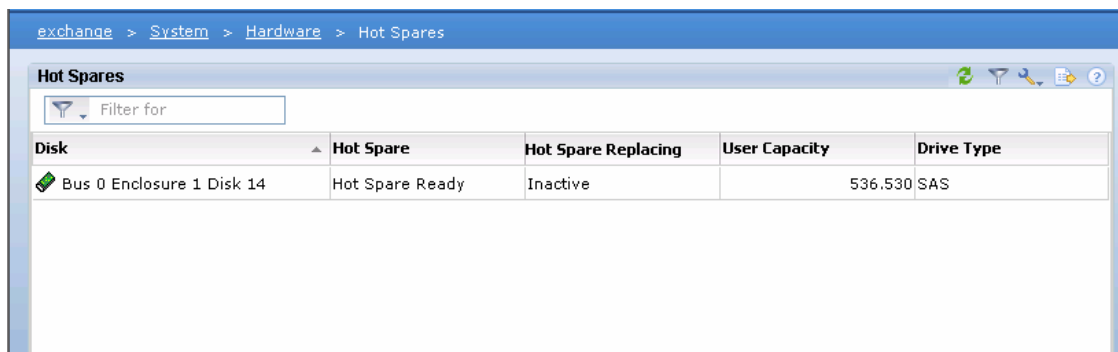 exchange > System > Hardware > Hot Spares
Hot Spares
Filter for
Disk Hot Spare Hot Spare Replacing User Capacity Drive Type
Bus 0 Enclosure 1 Disk 14 Hot Spare Ready Inactive 536.530 SAS